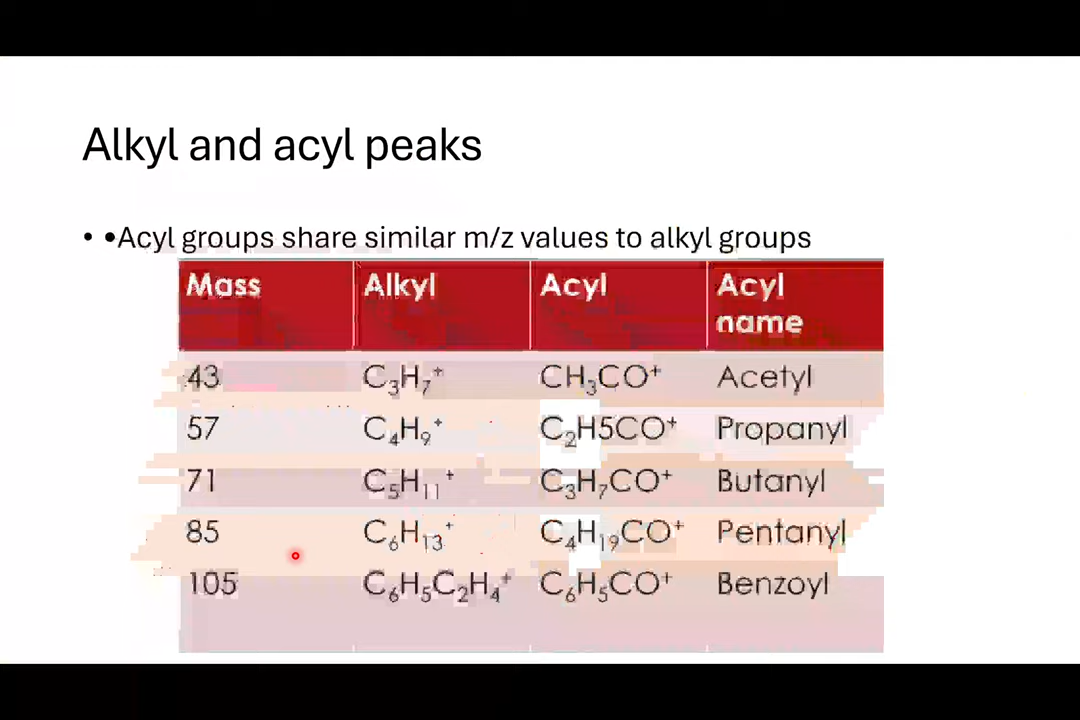 Alkyl and acyl peaks
• •Acyl groups share similar m/z values to alkyl groups
Mass Alkyl Acyl Acyl name
43 C₃H₇⁺ CH₃CO⁺ Acetyl
57 C₄H₉⁺ C₂H5CO⁺ Propanyl
71 C₅H₁₁⁺ C₃H₇CO⁺ Butanyl
85 C₆H₁₃⁺ C₄H₁₉CO⁺ Pentanyl
105 C₆H₅C₂H₄⁺ C₆H₅CO⁺ Benzoyl